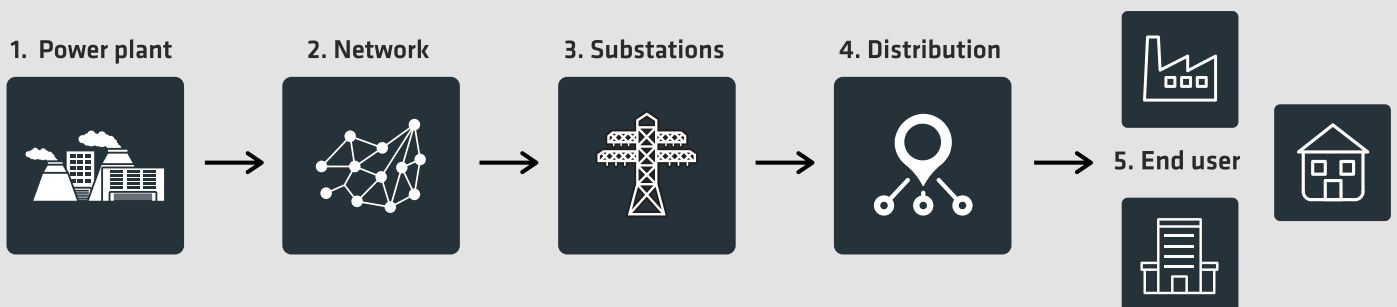 1. Power plant
2. Network
3. Substations
4. Distribution
5. End user